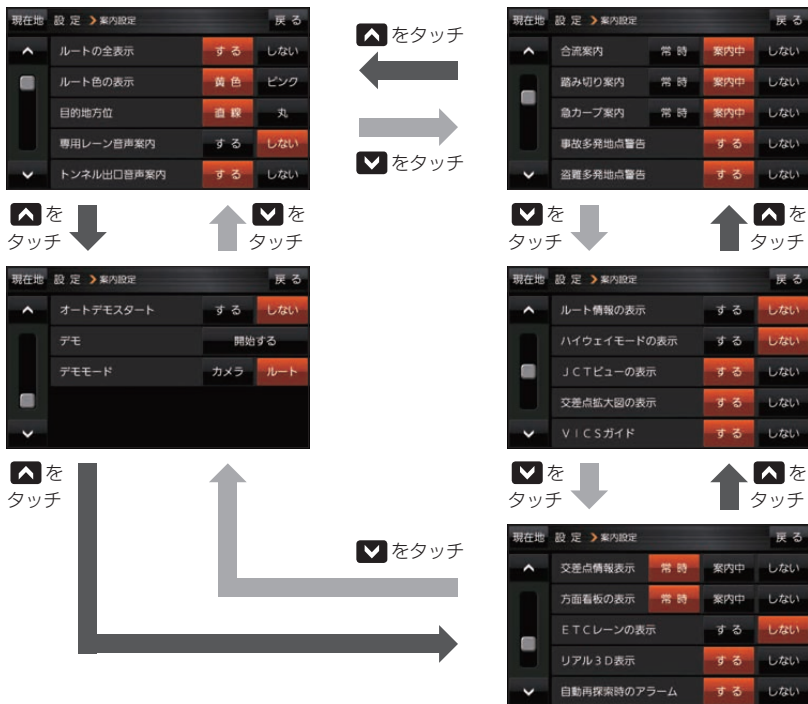 現在地 設定 案内設定 戻る
ルートの全表示 する しない
ルート色の表示 黄色 ピンク
目的地方位 直線 丸
専用レーン音声案内 する しない
トンネル出口音声案内 する しない
をタッチ
をタッチ
現在地 設定 案内設定 戻る
合流案内 常時 案内中 しない
踏み切り案内 常時 案内中 しない
急カーブ案内 常時 案内中 しない
事故多発地点警告 する しない
盗難多発地点警告 する しない
を
タッチ
を
タッチ
を
タッチ
を
タッチ
現在地 設定 案内設定 戻る
オートデモスタート する しない
デモ 開始する
デモモード カメラ ルート
現在地 設定 案内設定 戻る
ルート情報の表示 する しない
ハイウェイモードの表示 する しない
JCTビューの表示 する しない
交差点拡大図の表示 する しない
VICSガイド する しない
を
タッチ
をタッチ
を
タッチ
を
タッチ
現在地 設定 案内設定 戻る
交差点情報表示 常時 案内中 しない
方面看板の表示 常時 案内中 しない
ETCレーンの表示 する しない
リアル3D表示 する しない
自動再探索時のアラーム する しない